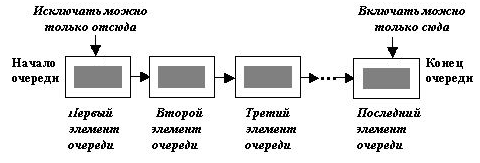 Исключать можно
только отсюда
Включать можно
только сюда
Начало
очереди
Конец
очереди
Первый
элемент
очереди
Второй
элемент
очереди
Третий
элемент
очереди
Последний
элемент
очереди